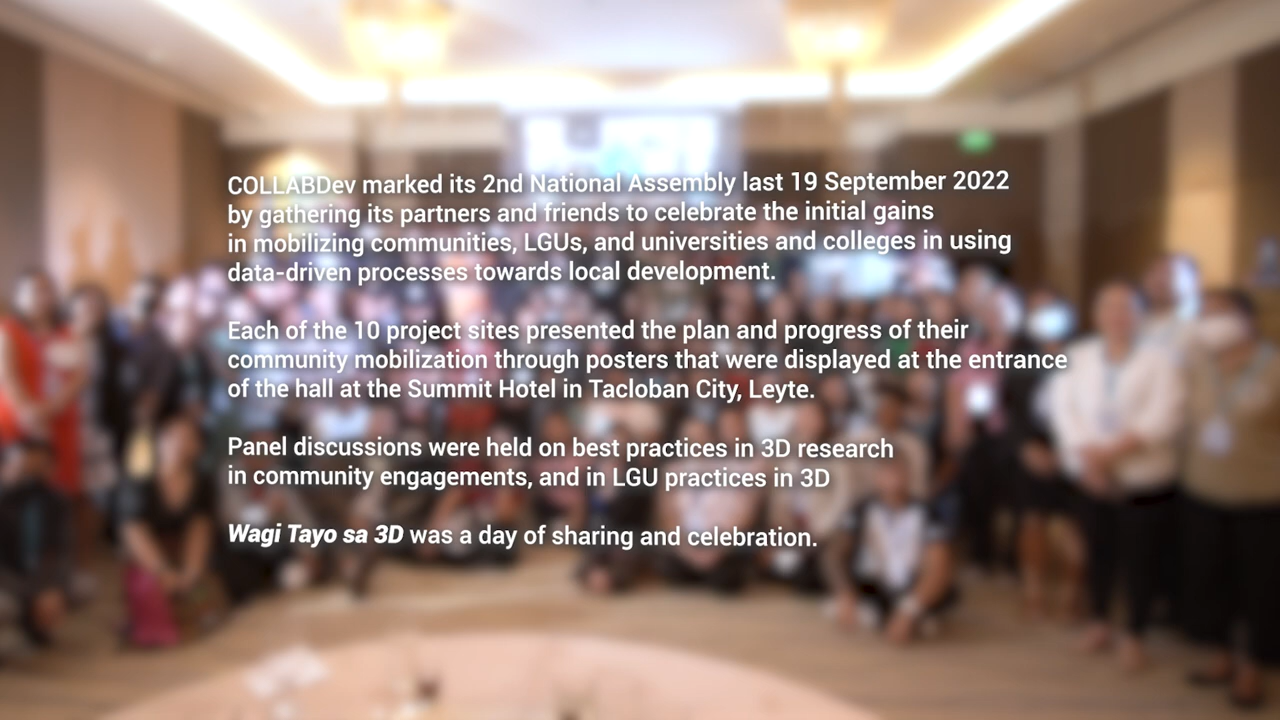 COLLABDev marked its 2nd National Assembly last 19 September 2022
by gathering its partners and friends to celebrate the initial gains
in mobilizing communities, LGUs, and universities and colleges in using
data-driven processes towards local development.
Each of the 10 project sites presented the plan and progress of their
community mobilization through posters that were displayed at the entrance
of the hall at the Summit Hotel in Tacloban City, Leyte.
Panel discussions were held on best practices in 3D research
in community engagements, and in LGU practices in 3D
Wagi Tayo sa 3D was a day of sharing and celebration.